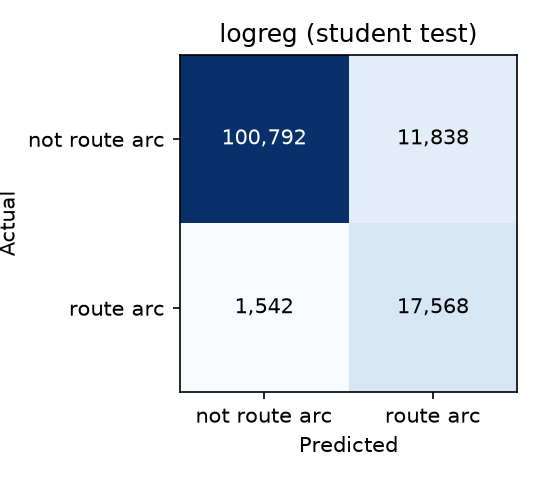 logreg (student test)
not route arc
100,792
11,838
Actual
route arc
1,542
17,568
not route arc
route arc
Predicted